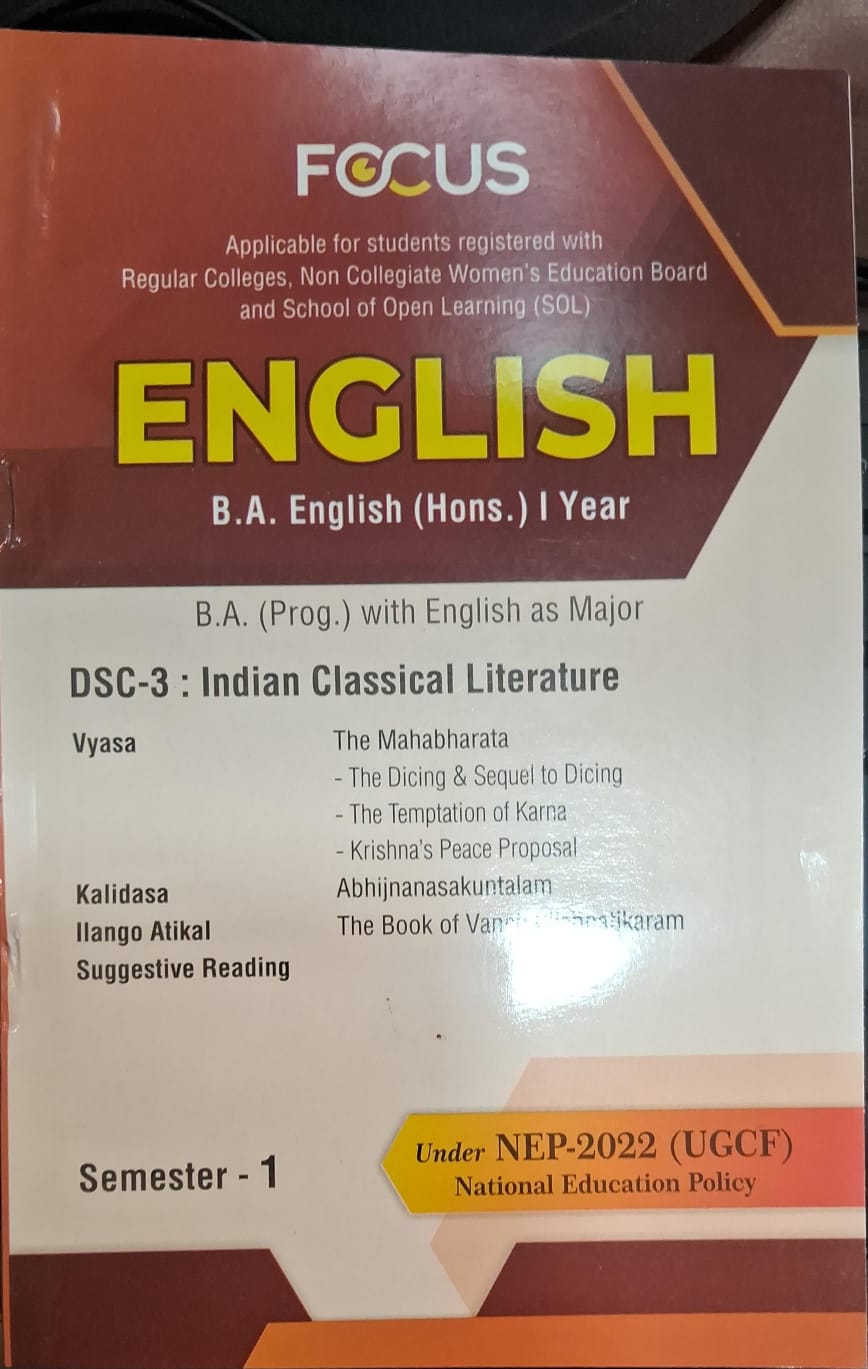 FOCUS
Applicable for students registered with
Regular Colleges, Non Collegiate Women's Education Board
and School of Open Learning (SOL)
ENGLISH
B.A. English (Hons.) I Year
B.A. (Prog.) with English as Major
DSC-3 : Indian Classical Literature
Vyasa The Mahabharata
- The Dicing & Sequel to Dicing
- The Temptation of Karna
- Krishna's Peace Proposal
Kalidasa Abhijnanasakuntalam
Ilango Atikal The Book of
Suggestive Reading
Semester - 1
Under NEP-2022 (UGCF)
National Education Policy